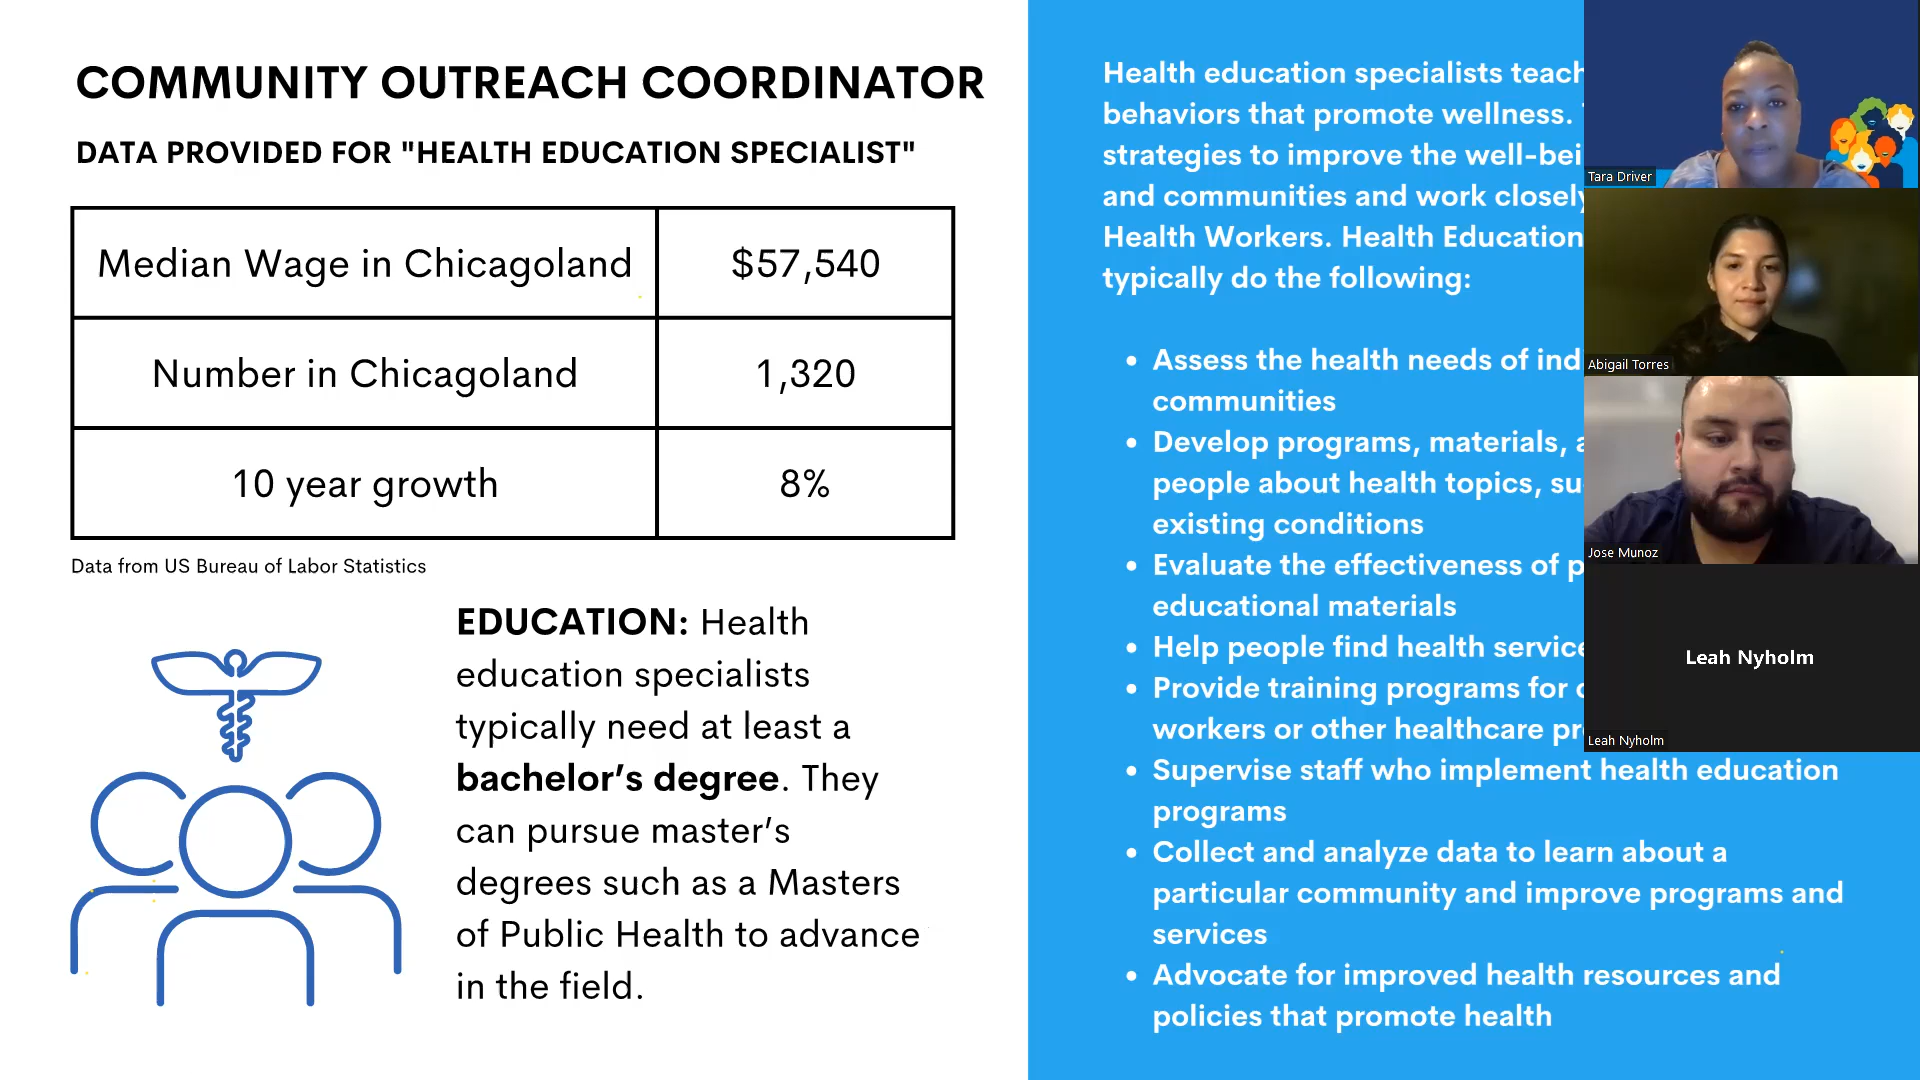 COMMUNITY OUTREACH COORDINATOR
DATA PROVIDED FOR "HEALTH EDUCATION SPECIALIST"
Median Wage in Chicagoland $57,540
Number in Chicagoland 1,320
10 year growth 8%
Data from US Bureau of Labor Statistics
EDUCATION: Health
education specialists
typically need at least a
bachelor’s degree. They
can pursue master’s
degrees such as a Masters
of Public Health to advance
in the field.
Health education specialists teach
behaviors that promote wellness.
strategies to improve the
and communities and work closely
Health Workers. Health Education
typically do the following:
• Assess the health needs of
communities
• Develop programs, materials,
people about health topics,
existing conditions
• Evaluate the effectiveness of
educational materials
• Help people find health
• Provide training programs for
workers or other healthcare
• Supervise staff who implement health education
programs
• Collect and analyze data to learn about a
particular community and improve programs and
services
• Advocate for improved health resources and
policies that promote health
Tara Driver
Abigail Torres
Jose Munoz
Leah Nyholm
Leah Nyholm